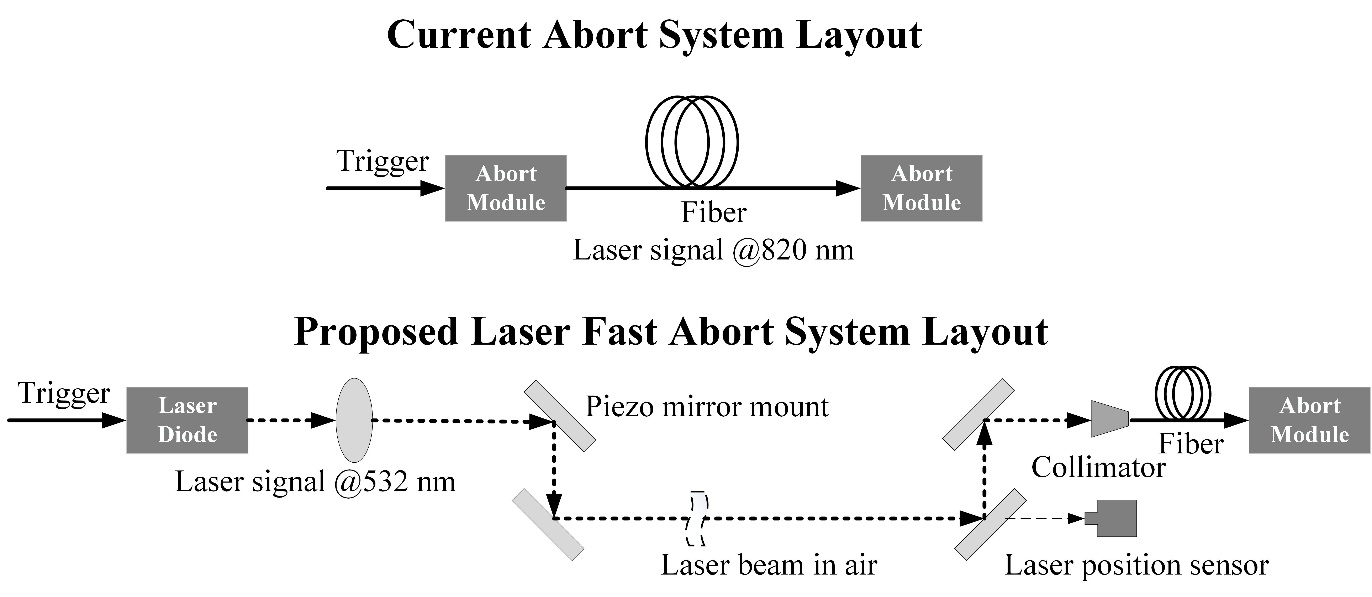 Current Abort System Layout
Trigger
Abort
Module
Abort
Module
Fiber
Laser signal @820 nm
Proposed Laser Fast Abort System Layout
Trigger
Laser
Diode
Piezo mirror mount
Abort
Module
Fiber
Collimator
Laser signal @532 nm
Laser beam in air
Laser position sensor